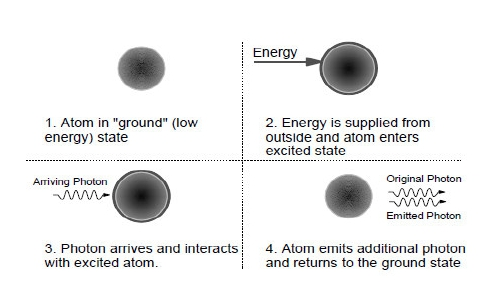 Energy
1. Atom in "ground" (low
energy) state
2. Energy is supplied from
outside and atom enters
excited state
Arriving Photon
3. Photon arrives and interacts
with excited atom.
Original Photon
Emitted Photon
4. Atom emits additional photon
and returns to the ground state